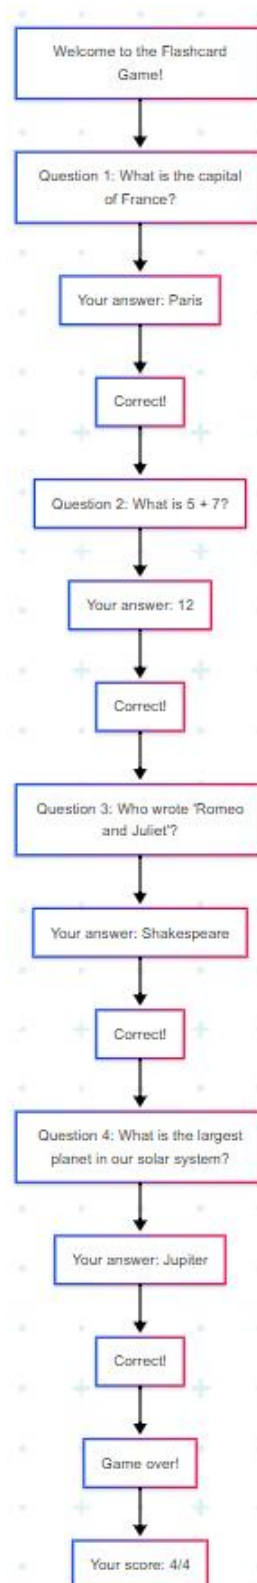 Welcome to the Flashcard
Game!
Question 1: What is the capital
of France?
Your answer: Paris
Correct!
Question 2: What is 5 + 7?
Your answer: 12
Correct!
Question 3: Who wrote 'Romeo
and Juliet'?
Your answer: Shakespeare
Correct!
Question 4: What is the largest
planet in our solar system?
Your answer: Jupiter
Correct!
Game over!
Your score: 4/4